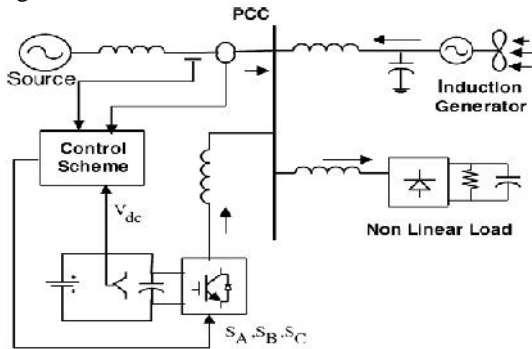 PCC
Source
Induction
Generator
Control
Scheme
Vdc
Non Linear Load
SA,SB,SC